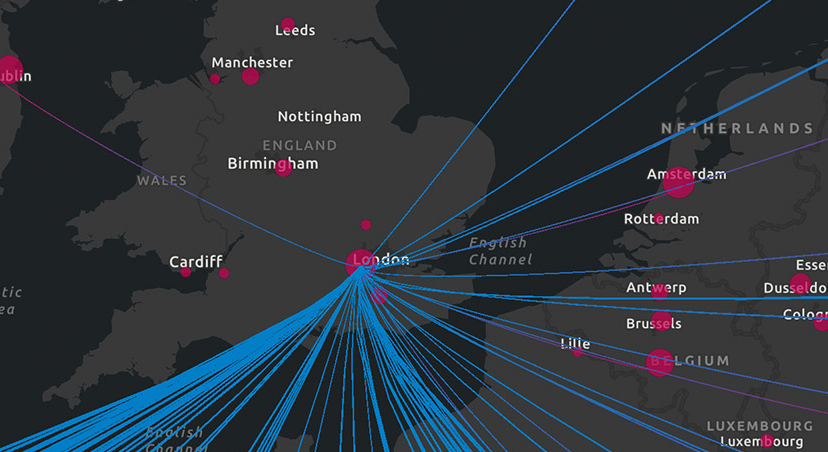 Leeds
Manchester
ublin
Nottingham
NETHERLANDS
ENGLAND
Birmingham
Amsterdam
WALES
Rotterdam
English
Channel
London
Cardiff
Esser
tic
ea
Antwerp
Dusseldo
Cologn
Brussels
Lille
BELGIUM
LUXEMBOURG
Luxembourg
English
Channel